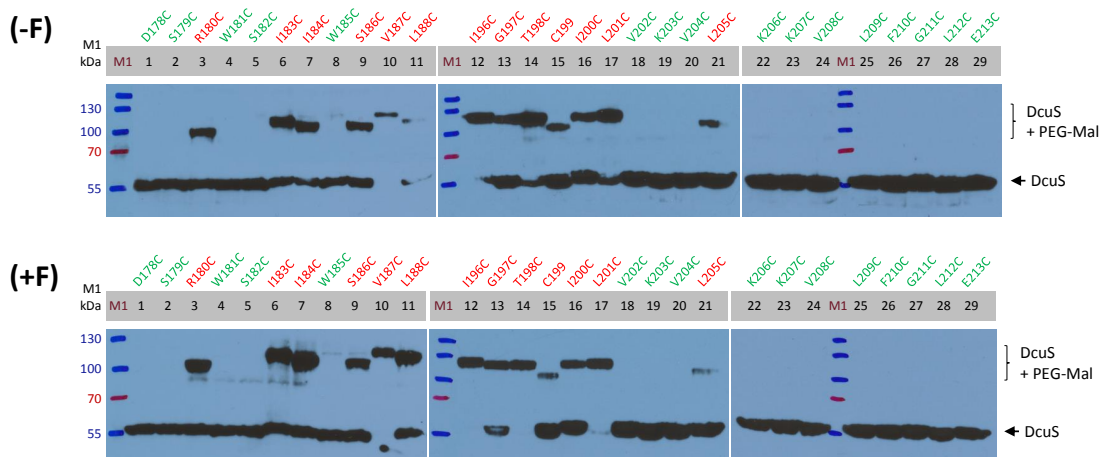 (-F)
D178C S179C R180C W181C S182C I183C I184C W185C S186C V187C L188C I196C G197C T198C C199 I200C L201C V202C K203C V204C L205C K206C K207C V208C L209C F210C G211C L212C E213C
M1
kDa M1 1 2 3 4 5 6 7 8 9 10 11 M1 12 13 14 15 16 17 18 19 20 21 22 23 24 M1 25 26 27 28 29
130
100
70
55
DcuS
+ PEG-Mal
DcuS
(+F)
D178C S179C R180C W181C S182C I183C I184C W185C S186C V187C L188C I196C G197C T198C C199 I200C L201C V202C K203C V204C L205C K206C K207C V208C L209C F210C G211C L212C E213C
M1
kDa M1 1 2 3 4 5 6 7 8 9 10 11 M1 12 13 14 15 16 17 18 19 20 21 22 23 24 M1 25 26 27 28 29
130
100
70
55
DcuS
+ PEG-Mal
DcuS